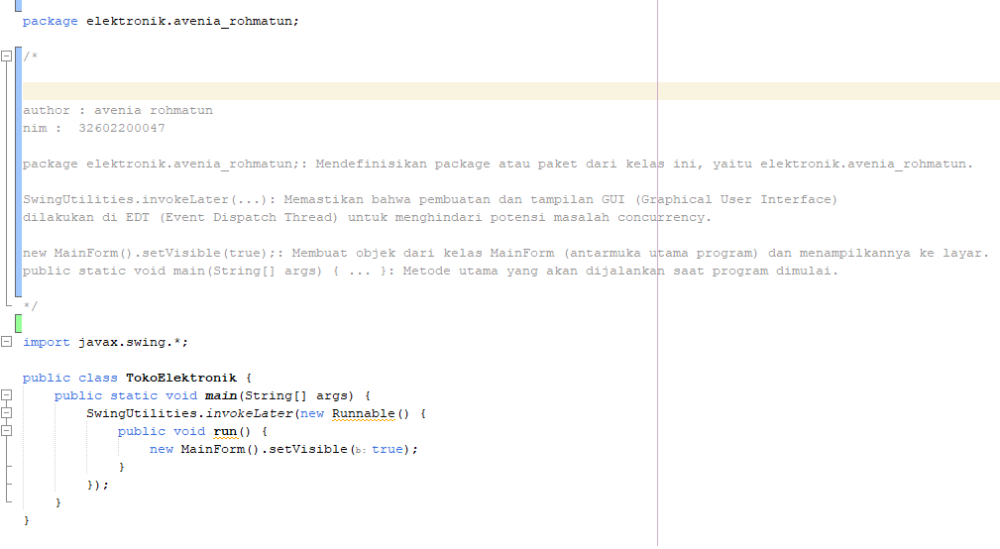 package elektronik.avenia_rohmatun;
/*
author : avenia rohmatun
nim :  32602200047
package elektronik.avenia_rohmatun;: Mendefinisikan package atau paket dari kelas ini, yaitu elektronik.avenia_rohmatun.
SwingUtilities.invokeLater(...): Memastikan bahwa pembuatan dan tampilan GUI (Graphical User Interface)
dilakukan di EDT (Event Dispatch Thread) untuk menghindari potensi masalah concurrency.
new MainForm().setVisible(true);: Membuat objek dari kelas MainForm (antarmuka utama program) dan menampilkannya ke layar.
public static void main(String[] args) { ... }: Metode utama yang akan dijalankan saat program dimulai.
*/
import javax.swing.*;
public class TokoElektronik {
    public static void main(String[] args) {
        SwingUtilities.invokeLater(new Runnable() {
            public void run() {
                new MainForm().setVisible(b: true);
            }
        });
    }
}